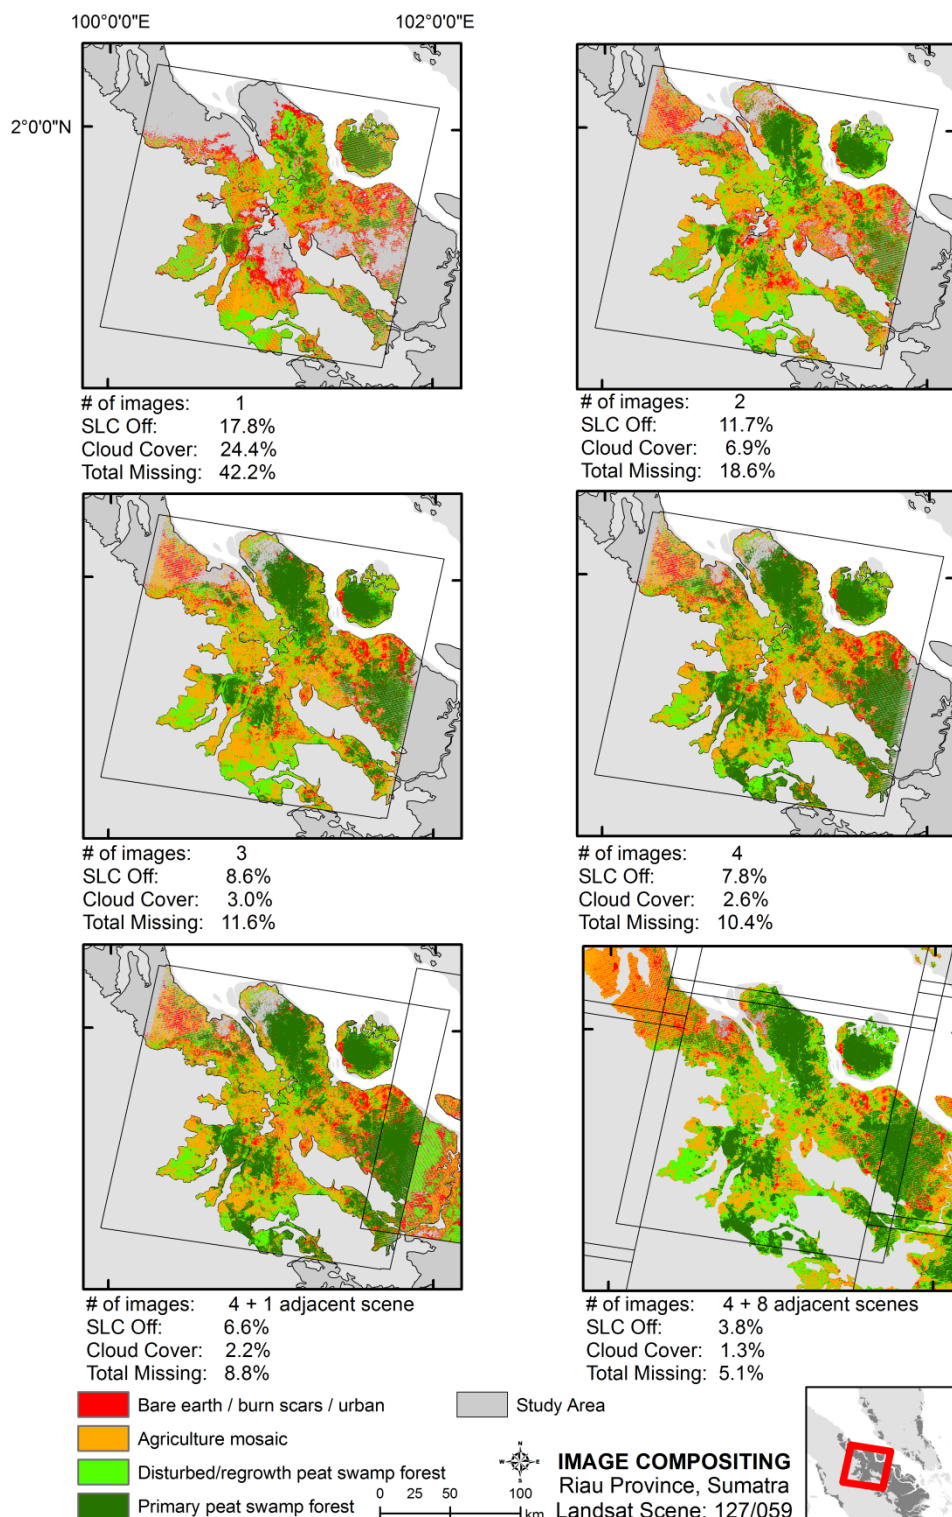 100°0'0"E 102°0'0"E
2°0'0"N
# of images: 1
SLC Off: 17.8%
Cloud Cover: 24.4%
Total Missing: 42.2%
# of images: 2
SLC Off: 11.7%
Cloud Cover: 6.9%
Total Missing: 18.6%
# of images: 3
SLC Off: 8.6%
Cloud Cover: 3.0%
Total Missing: 11.6%
# of images: 4
SLC Off: 7.8%
Cloud Cover: 2.6%
Total Missing: 10.4%
# of images: 4 + 1 adjacent scene
SLC Off: 6.6%
Cloud Cover: 2.2%
Total Missing: 8.8%
# of images: 4 + 8 adjacent scenes
SLC Off: 3.8%
Cloud Cover: 1.3%
Total Missing: 5.1%
Bare earth / burn scars / urban
Agriculture mosaic
Disturbed/regrowth peat swamp forest
Primary peat swamp forest
Study Area
N
W E
S
0 25 50 100
km
IMAGE COMPOSITING
Riau Province, Sumatra
Landsat Scene: 127/059